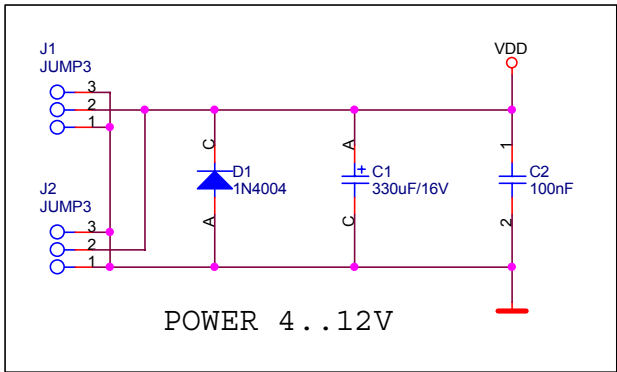 J1
JUMP3
3
2
1
J2
JUMP3
3
2
1
C
D1
1N4004
A
A
+
C1
330uF/16V
C
VDD
1
C2
100nF
2
POWER 4..12V